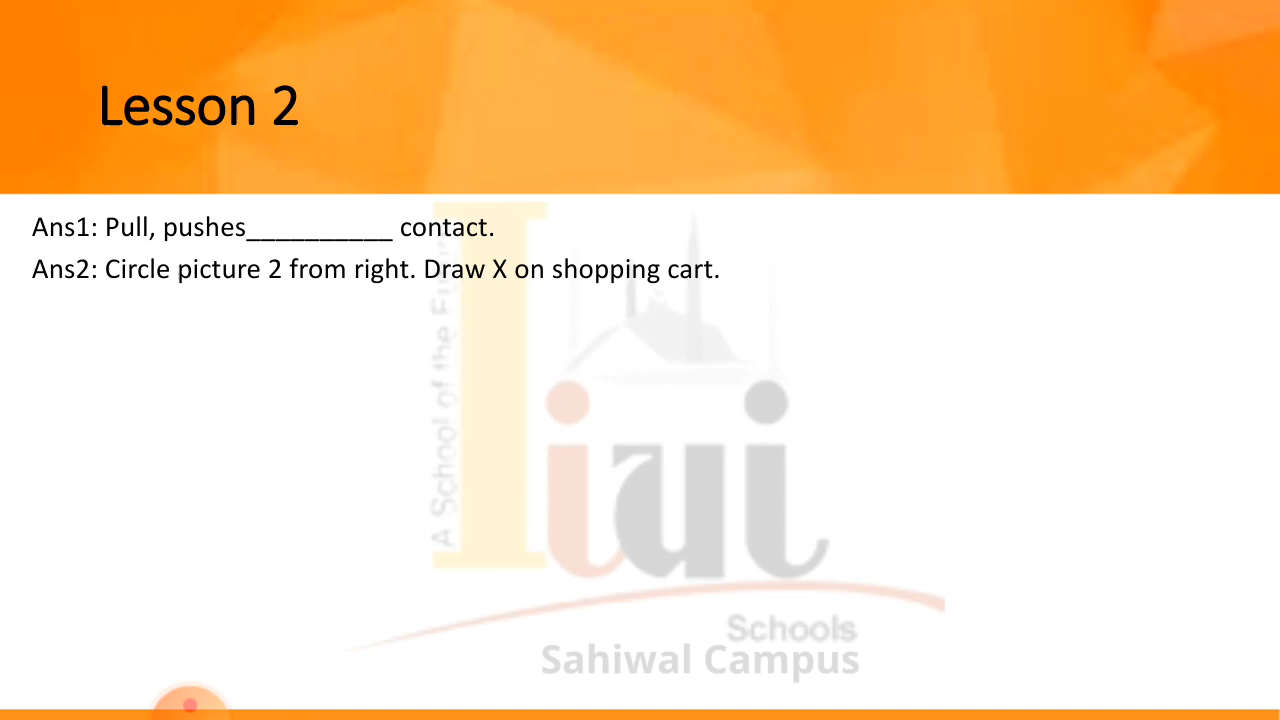 Lesson 2
Ans1: Pull, pushes__________ contact.
Ans2: Circle picture 2 from right. Draw X on shopping cart.
A School of the
Iiui
Schools
Sahiwal Campus